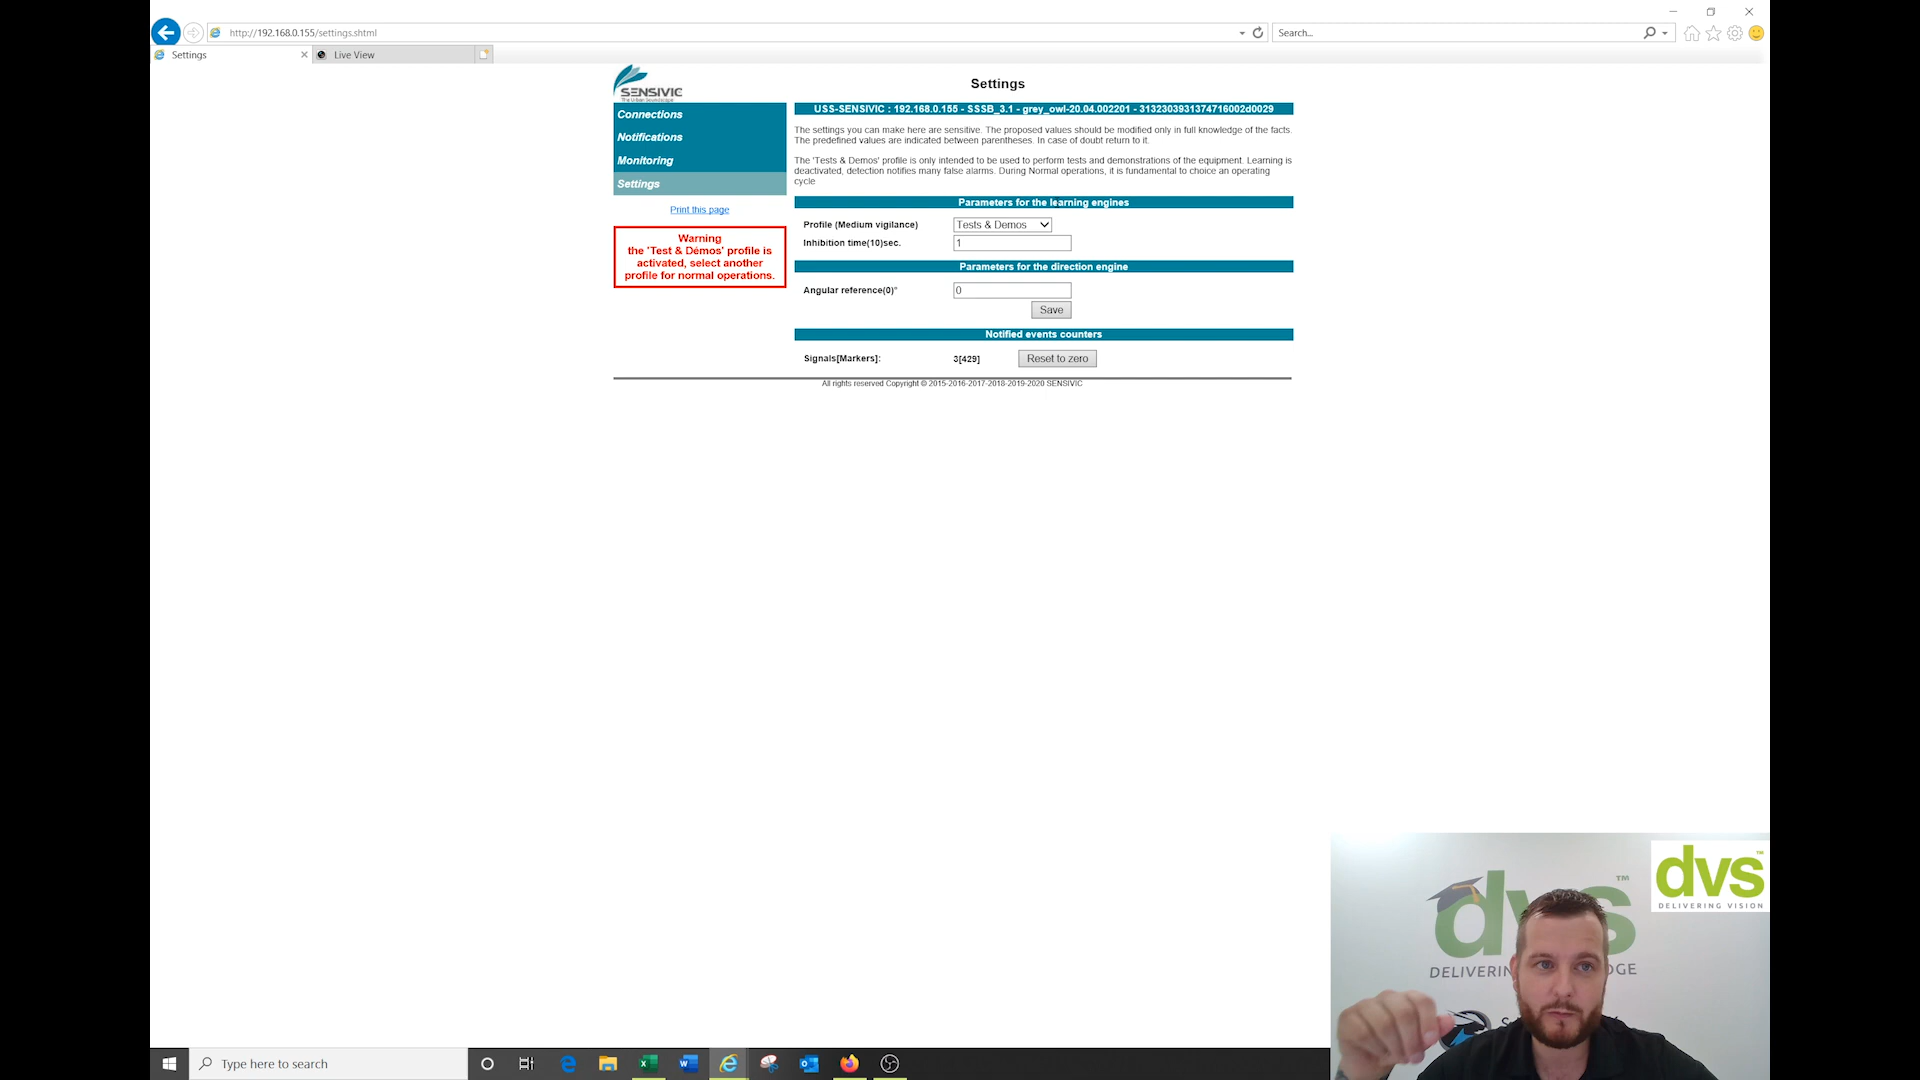 http://192.168.0.155/settings.shtml
Search...
Settings
Live View
SENSIVIC
Settings
USS-SENSIVIC : 192.168.0.155 - SSSB_3.1 - grey_owl-20.04.002201 - 3132303931374716002d0029
Connections
Notifications
Monitoring
Settings
Print this page
Warning
the 'Test & Démos' profile is
activated, select another
profile for normal operations.
The settings you can make here are sensitive. The proposed values should be modified only in full knowledge of the facts.
The predefined values are indicated between parentheses. In case of doubt return to it.
The 'Tests & Demos' profile is only intended to be used to perform tests and demonstrations of the equipment. Learning is
deactivated, detection notifies many false alarms. During Normal operations, it is fundamental to choice an operating
cycle
Parameters for the learning engines
Profile (Medium vigilance) Tests & Demos
Inhibition time(10)sec. 1
Parameters for the direction engine
Angular reference(0)° 0
Save
Notified events counters
Signals[Markers]: 3[429] Reset to zero
All rights reserved Copyright © 2015-2016-2017-2018-2019-2020 SENSIVIC
dvs™
DELIVERING VISION
dvs™
Type here to search